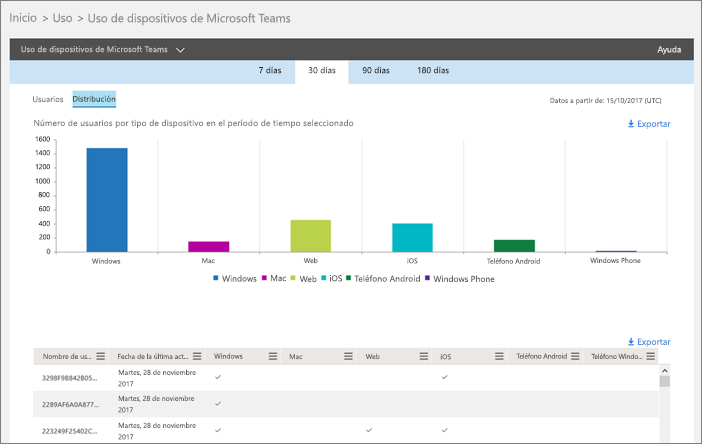 Inicio > Uso > Uso de dispositivos de Microsoft Teams
Uso de dispositivos de Microsoft Teams
Ayuda
7 días 30 días 90 días 180 días
Usuarios Distribución
Datos a partir de: 15/10/2017 (UTC)
Número de usuarios por tipo de dispositivo en el período de tiempo seleccionado
Exportar
1600
1400
1200
1000
800
600
400
200
0
Windows Mac Web iOS Teléfono Android Windows Phone
Windows Mac Web iOS Teléfono Android Windows Phone
Exportar
Nombre de us... Fecha de la última act... Windows Mac Web iOS Teléfono Android Teléfono Windo...
3298F9B842B05... Martes, 28 de noviembre
2017
2289AF6A0A877... Martes, 28 de noviembre
2017
223249F25402C... Martes, 28 de noviembre
2017